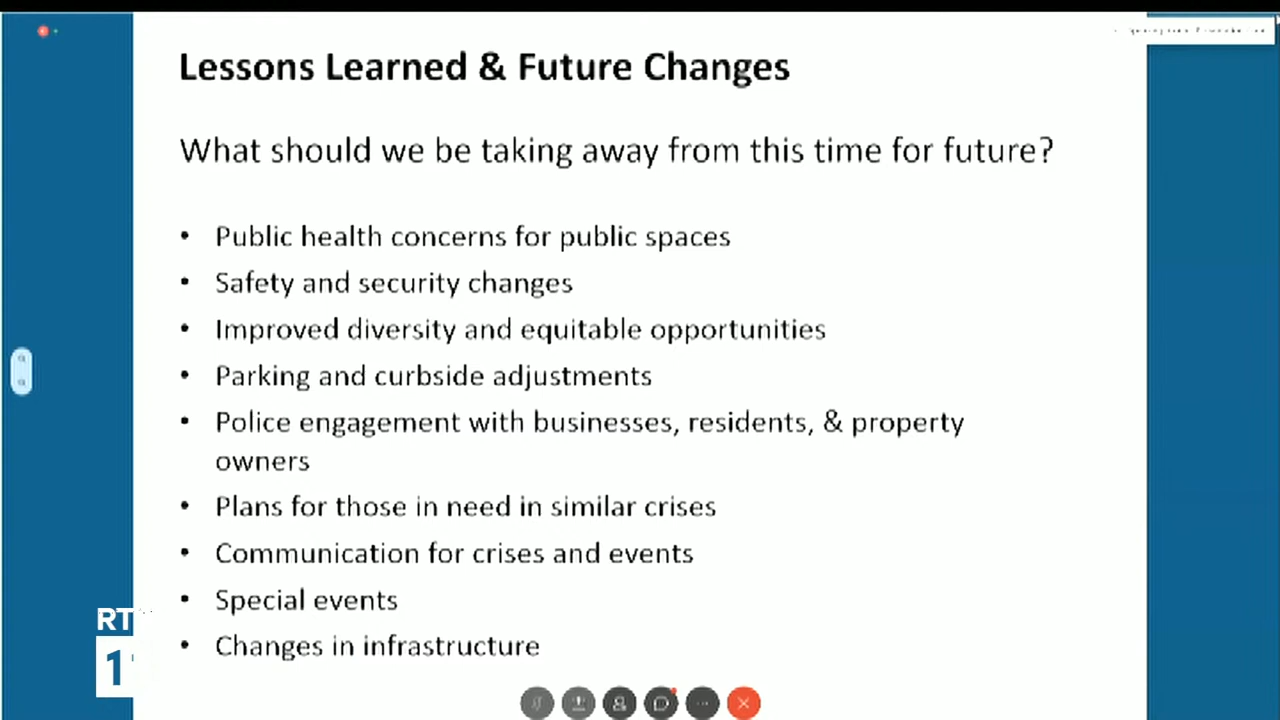 Lessons Learned & Future Changes
What should we be taking away from this time for future?
• Public health concerns for public spaces
• Safety and security changes
• Improved diversity and equitable opportunities
• Parking and curbside adjustments
• Police engagement with businesses, residents, & property
owners
• Plans for those in need in similar crises
• Communication for crises and events
• Special events
• Changes in infrastructure
RT